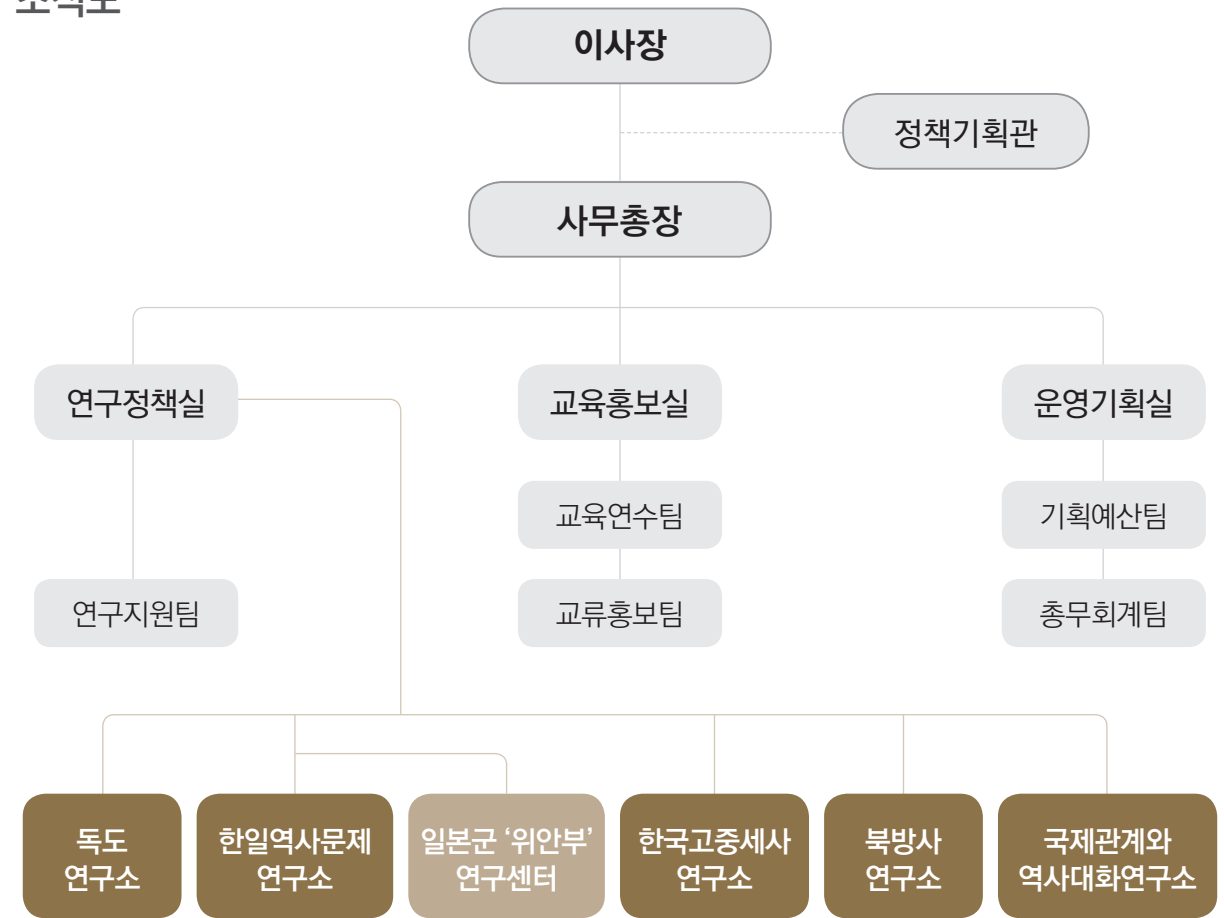 조직도
이사장
정책기획관
사무총장
연구정책실
교육홍보실
운영기획실
교육연수팀
기획예산팀
연구지원팀
교류홍보팀
총무회계팀
독도
연구소
한일역사문제
연구소
일본군 ‘위안부’
연구센터
한국고중세사
연구소
북방사
연구소
국제관계와
역사대화연구소